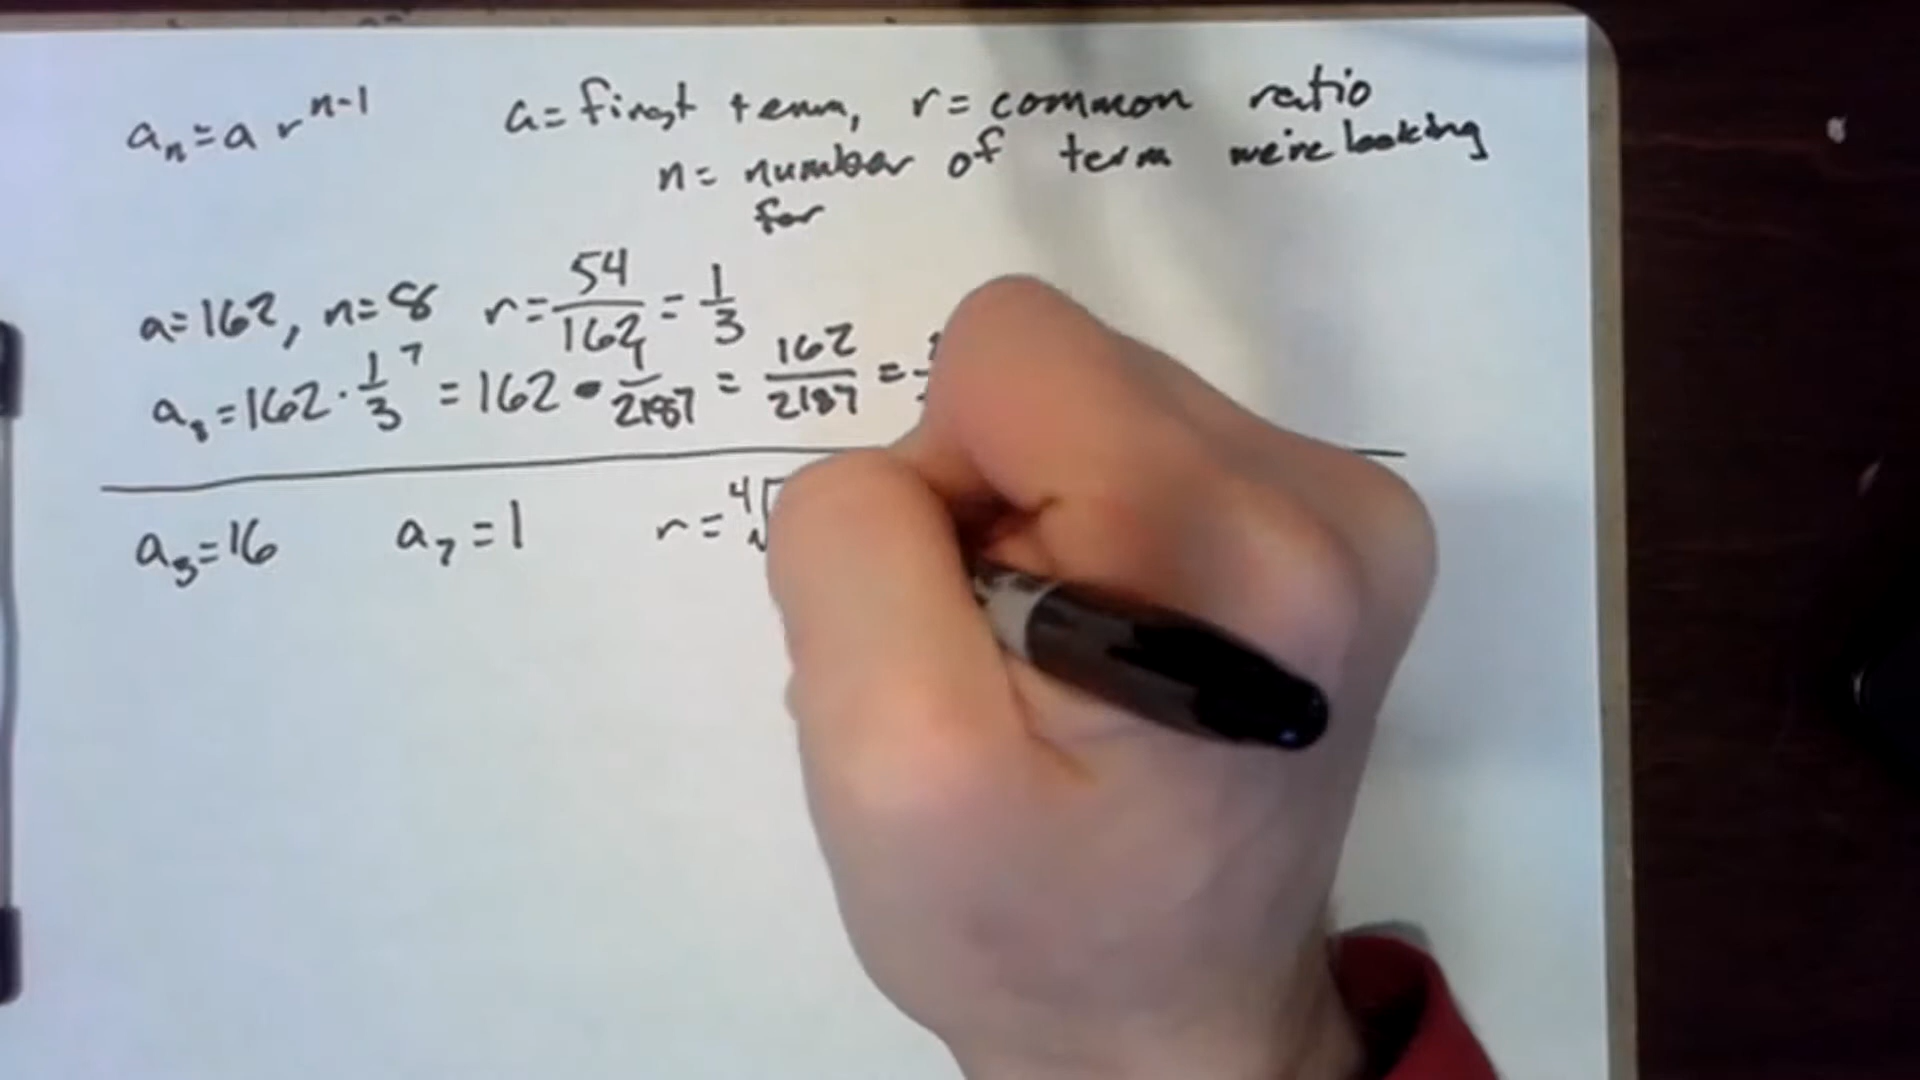 aₙ = a rⁿ⁻¹ a = first term, r = common ratio
n = number of term we're looking
for
a = 162, n = 8 r = 54/162 = 1/3
a₈ = 162 · 1/3⁷ = 162 • 1/2187 = 162/2187 =
a₃ = 16 a₇ = 1 r = ⁴√